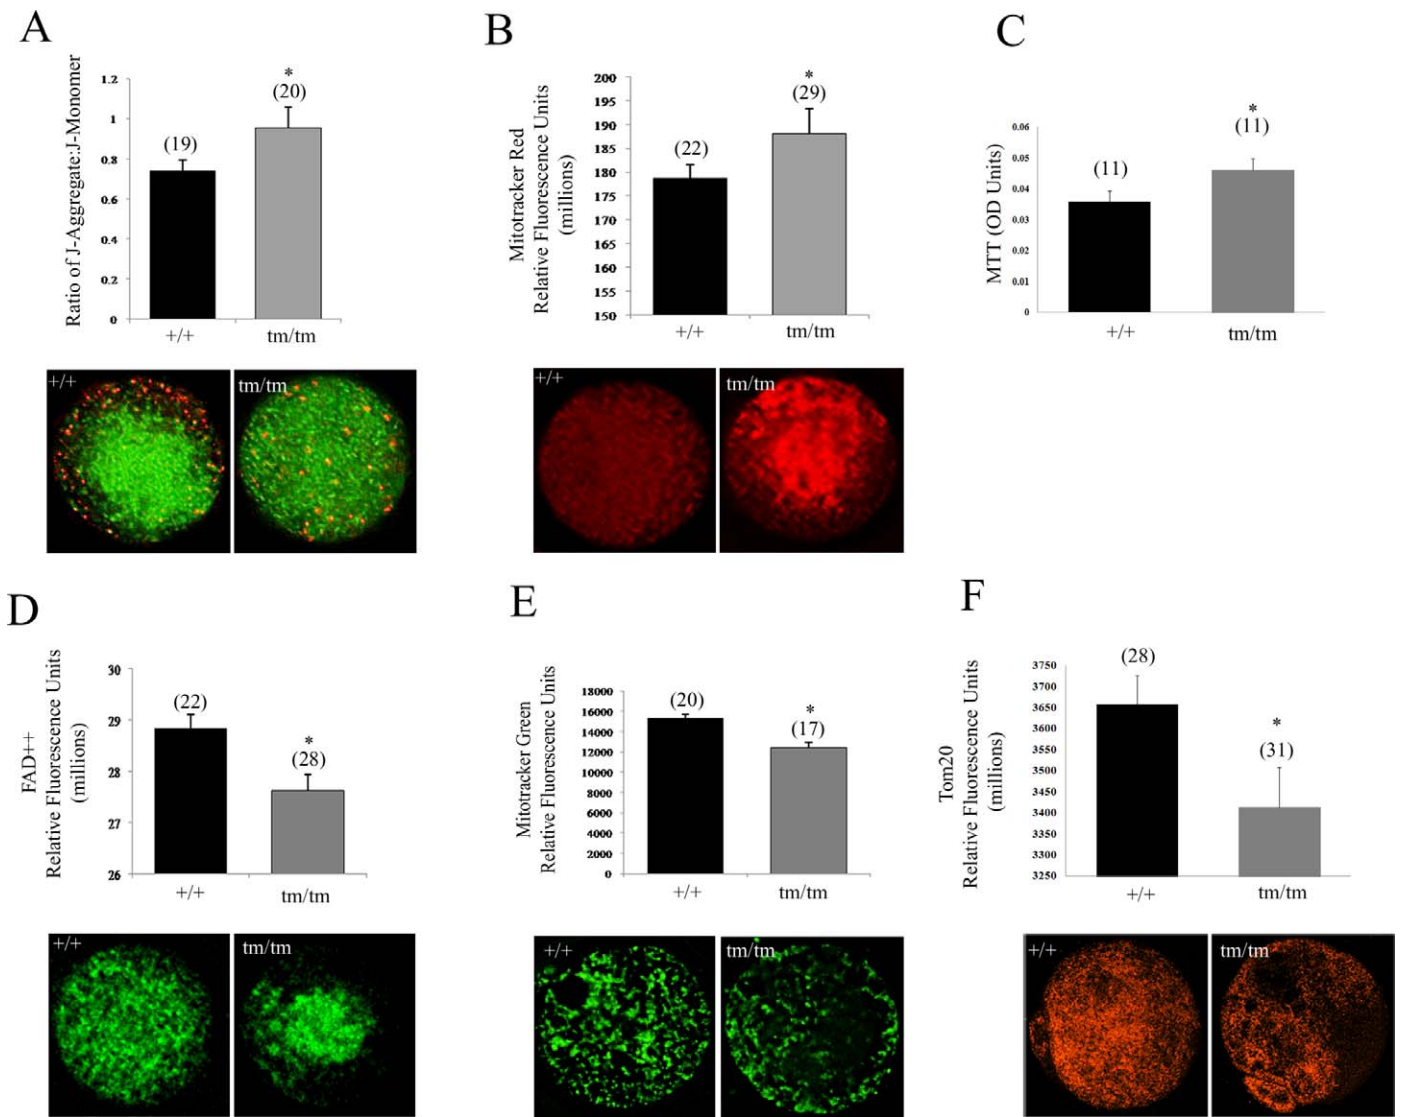 A
Ratio of J-Aggregate:J-Monomer
1.2
1
0.8
0.6
0.4
0.2
0
(19)
*
(20)
+/+
tm/tm
+/+
tm/tm
B
Mitotracker Red
Relative Fluorescence Units
(millions)
200
195
190
185
180
175
170
165
160
155
150
(22)
*
(29)
+/+
tm/tm
+/+
tm/tm
C
MTT (OD Units)
0.06
0.05
0.04
0.03
0.02
0.01
0
(11)
*
(11)
+/+
tm/tm
D
FAD++
Relative Fluorescence Units
(millions)
30
29
28
27
26
(22)
*
(28)
+/+
tm/tm
+/+
tm/tm
E
Mitotracker Green
Relative Fluorescence Units
18000
16000
14000
12000
10000
8000
6000
4000
2000
0
(20)
*
(17)
+/+
tm/tm
+/+
tm/tm
F
Tom20
Relative Fluorescence Units
(millions)
3750
3700
3650
3600
3550
3500
3450
3400
3350
3300
3250
(28)
*
(31)
+/+
tm/tm
+/+
tm/tm